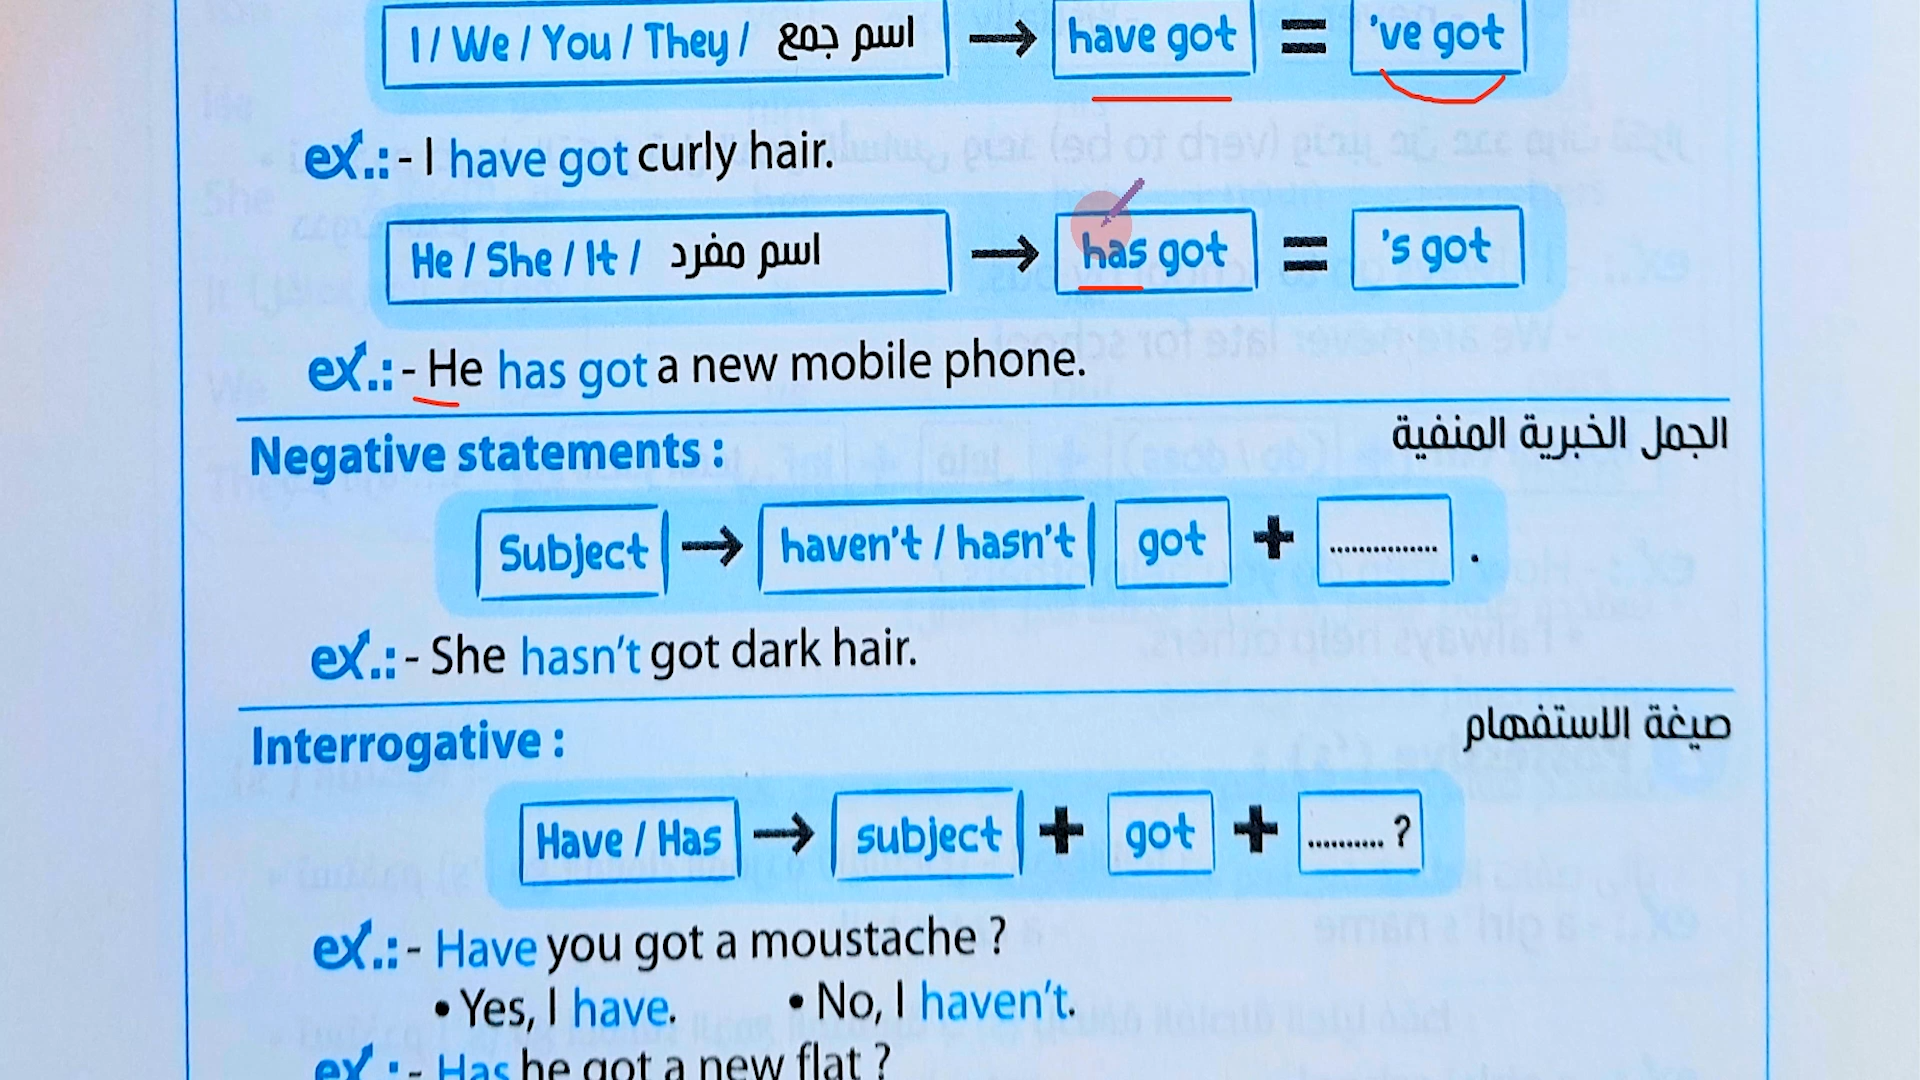 I / We / You / They / اسم جمع → have got = 've got
ex.: - I have got curly hair.
He / She / It / اسم مفرد → has got = 's got
ex.: - He has got a new mobile phone.
Negative statements : الجمل الخبرية المنفية
Subject → haven't / hasn't got + .............. .
ex.: - She hasn't got dark hair.
Interrogative : صيغة الاستفهام
Have / Has → subject + got + .......... ?
ex.: - Have you got a moustache ?
• Yes, I have. • No, I haven't.
ex.: - Has he got a new flat ?